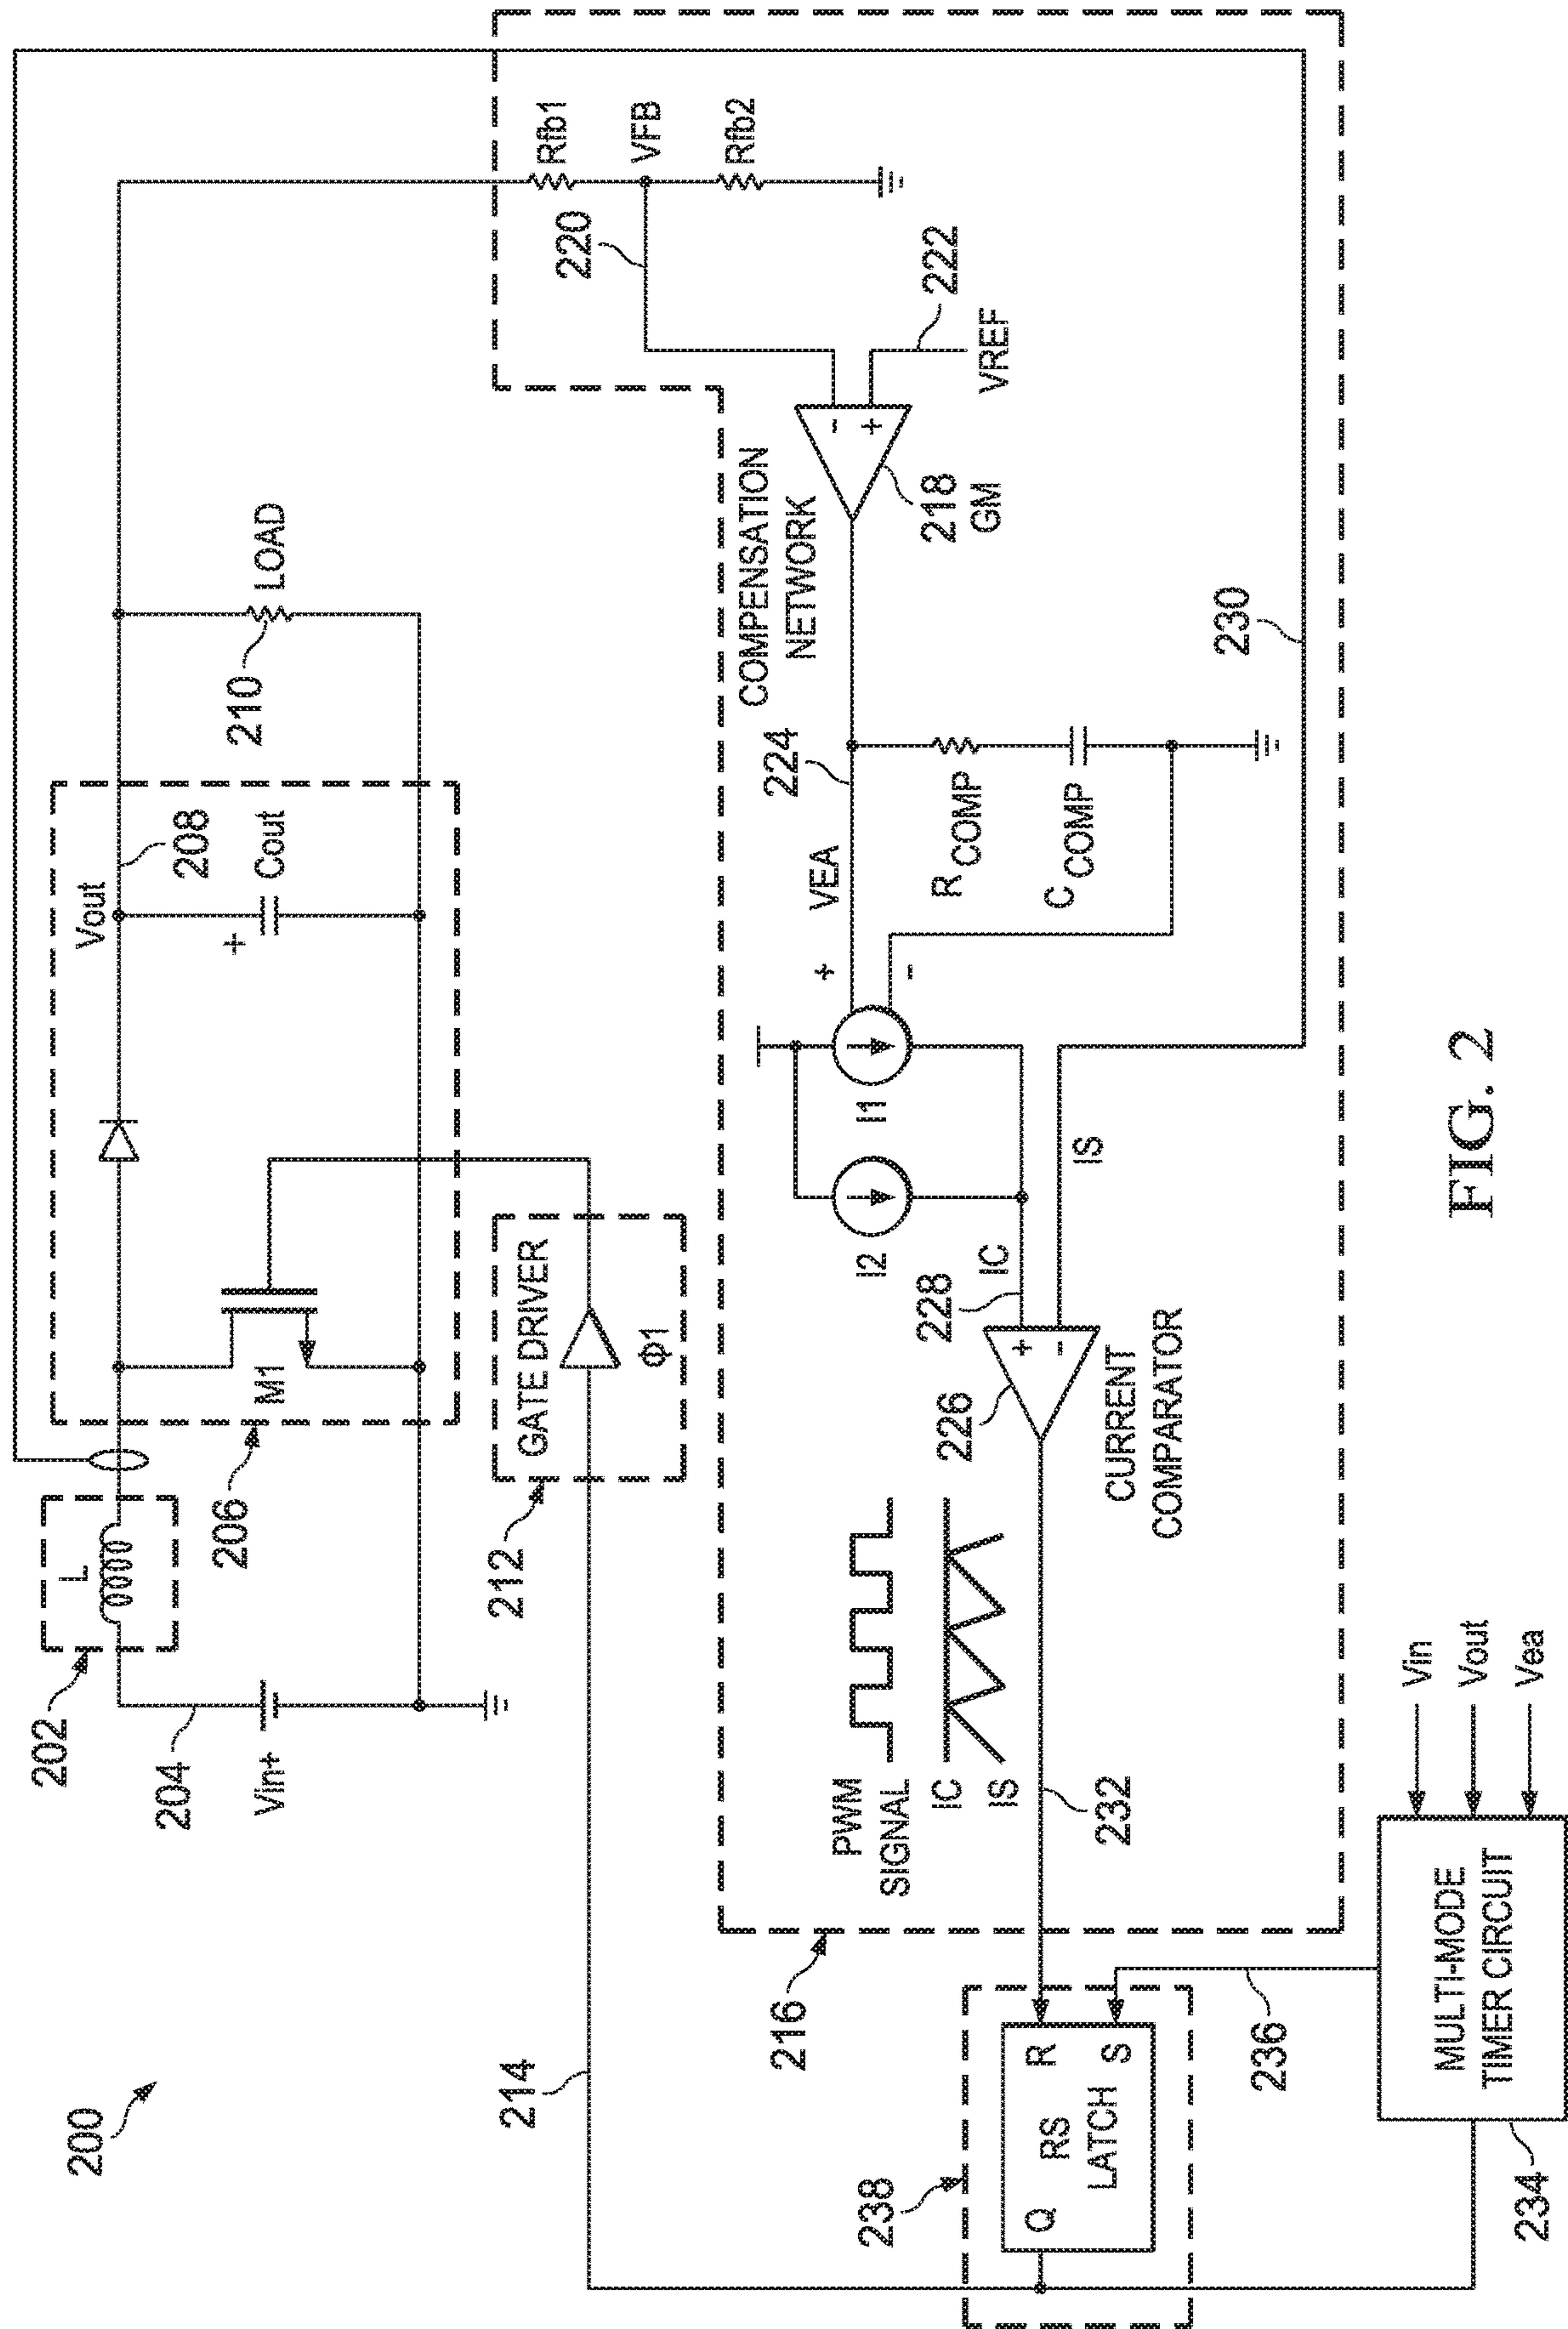 200
202
L
204
Vin+
206
M1
Vout
208
+
Cout
210
LOAD
212
GATE DRIVER
Φ1
214
216
COMPENSATION
NETWORK
Rfb1
VFB
Rfb2
220
222
VREF
-
+
218
GM
224
VEA
+
-
R COMP
C COMP
I1
I2
IC
228
IS
230
+
-
226
CURRENT
COMPARATOR
PWM
SIGNAL
IC
IS
232
238
Q
R
RS
LATCH
S
236
MULTI-MODE
TIMER CIRCUIT
234
Vin
Vout
Vea
FIG. 2